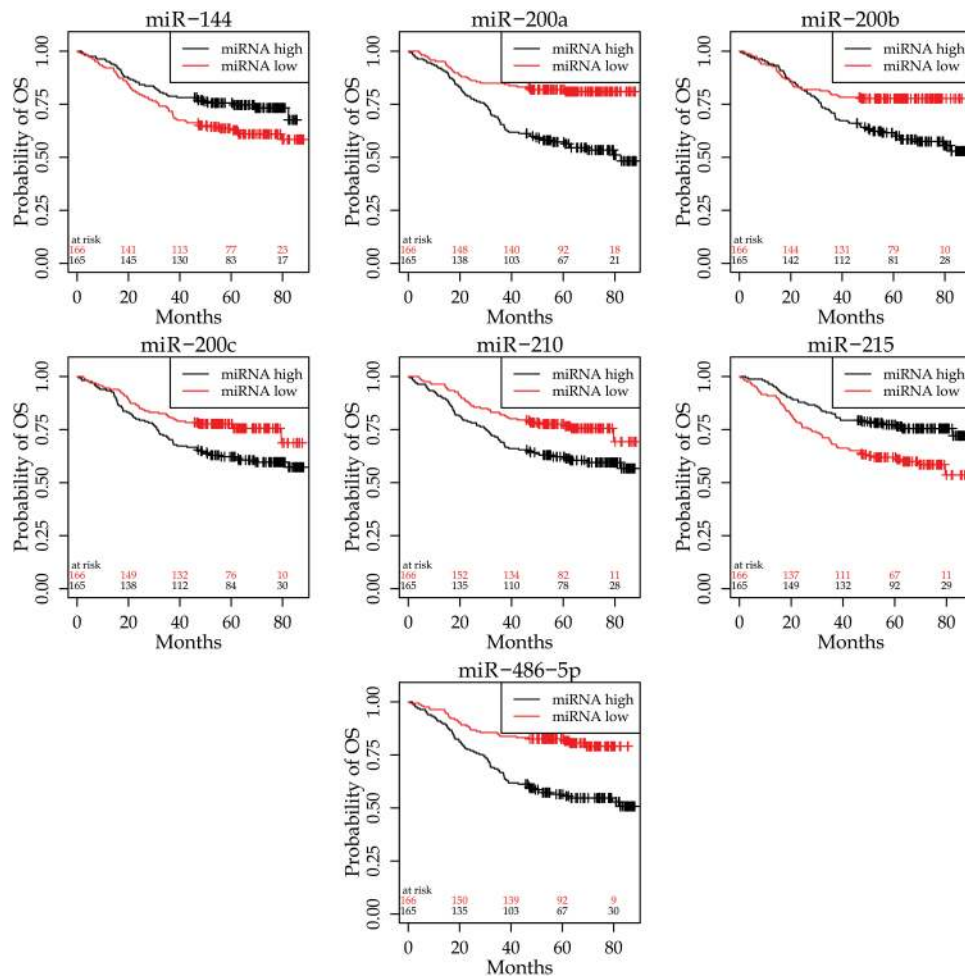 miR−144
Probability of OS
1.00
0.75
0.50
0.25
0.00
miRNA high
miRNA low
at risk
166 141 113 77 23
165 145 130 83 17
0 20 40 60 80
Months
miR−200a
Probability of OS
1.00
0.75
0.50
0.25
0.00
miRNA high
miRNA low
at risk
166 148 140 92 18
165 138 103 67 21
0 20 40 60 80
Months
miR−200b
Probability of OS
1.00
0.75
0.50
0.25
0.00
miRNA high
miRNA low
at risk
166 144 131 79 10
165 142 112 81 28
0 20 40 60 80
Months
miR−200c
Probability of OS
1.00
0.75
0.50
0.25
0.00
miRNA high
miRNA low
at risk
166 149 132 76 10
165 138 112 84 30
0 20 40 60 80
Months
miR−210
Probability of OS
1.00
0.75
0.50
0.25
0.00
miRNA high
miRNA low
at risk
166 152 134 82 11
165 135 110 78 28
0 20 40 60 80
Months
miR−215
Probability of OS
1.00
0.75
0.50
0.25
0.00
miRNA high
miRNA low
at risk
166 137 111 67 11
165 149 132 92 29
0 20 40 60 80
Months
miR−486−5p
Probability of OS
1.00
0.75
0.50
0.25
0.00
miRNA high
miRNA low
at risk
166 150 139 92 9
165 135 103 67 30
0 20 40 60 80
Months